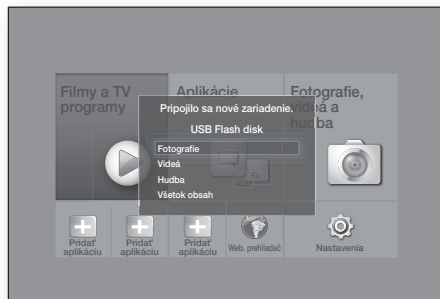 Filmy a TV
programy
Aplikácie
Fotografie,
videá a
hudba
Pripojilo sa nové zariadenie.
USB Flash disk
Fotografie
Videá
Hudba
Všetok obsah
Pridať
aplikáciu
Pridať
aplikáciu
Pridať
aplikáciu
Web. prehliadač
Nastavenia